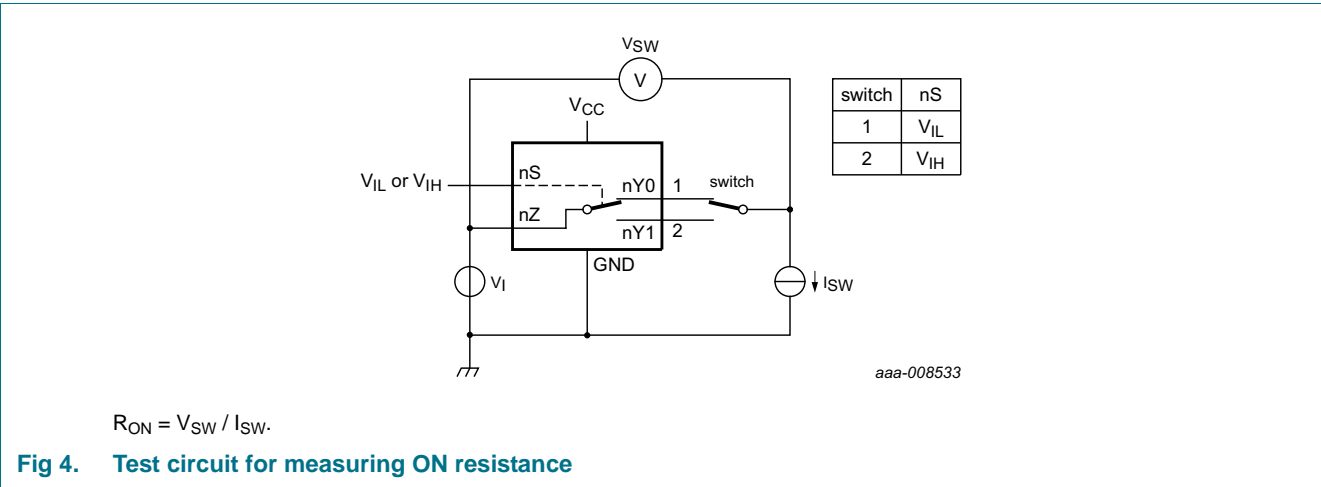 VSW
V
switch nS
1 VIL
2 VIH
VCC
VIL or VIH
nS
nY0 1 switch
nZ
nY1 2
GND
VI
ISW
aaa-008533
RON = VSW / ISW.
Fig 4. Test circuit for measuring ON resistance